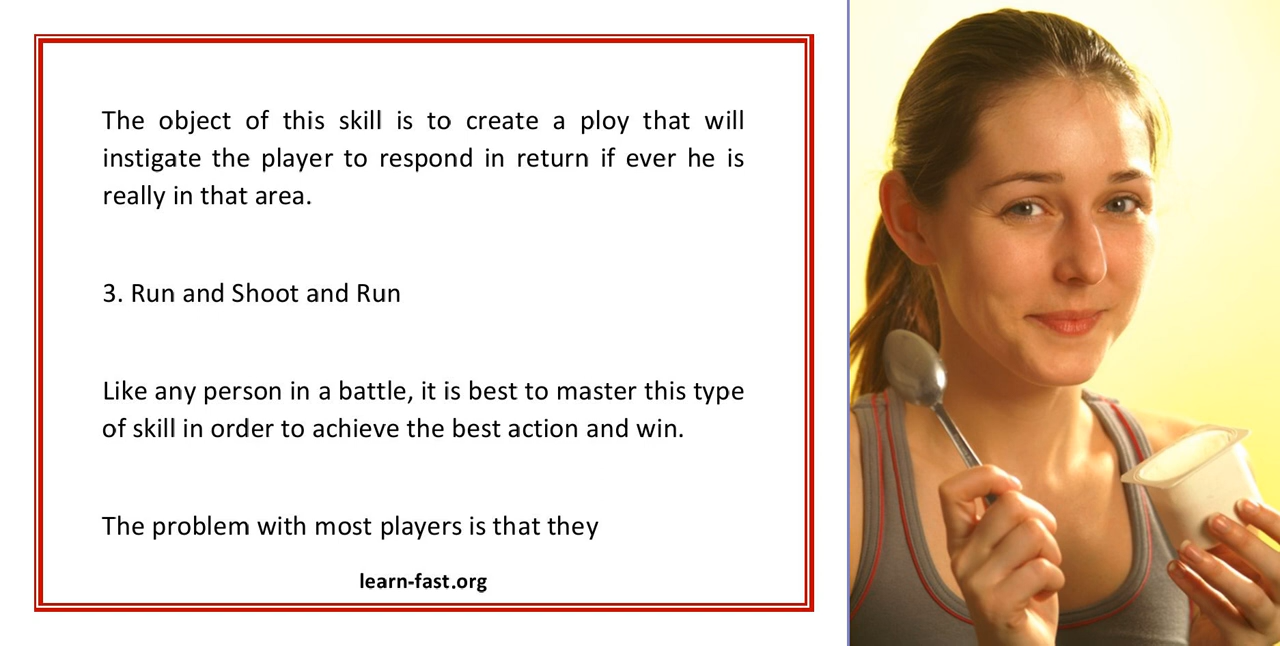 The object of this skill is to create a ploy that will
instigate the player to respond in return if ever he is
really in that area.
3. Run and Shoot and Run
Like any person in a battle, it is best to master this type
of skill in order to achieve the best action and win.
The problem with most players is that they
learn-fast.org